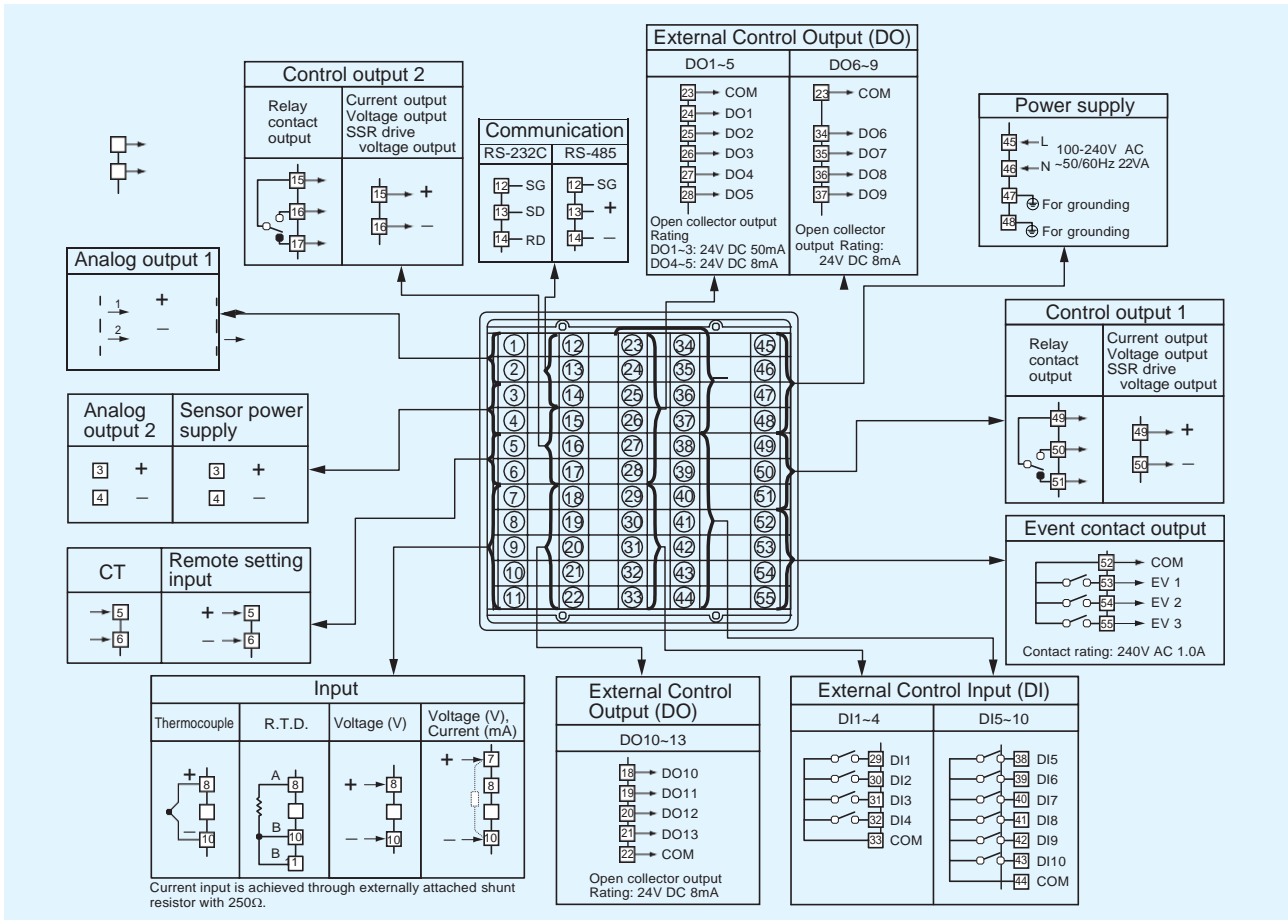 External Control Output (DO)
DO1~5 DO6~9
23 COM
24 DO1
25 DO2
26 DO3
27 DO4
28 DO5
Open collector output
Rating
DO1~3: 24V DC 50mA
DO4~5: 24V DC 8mA
23 COM
34 DO6
35 DO7
36 DO8
37 DO9
Open collector
output Rating:
24V DC 8mA
Control output 2
Relay
contact
output
15
16
17
Current output
Voltage output
SSR drive
voltage output
15 +
16 –
Communication
RS-232C RS-485
12 SG
13 SD
14 RD
12 SG
13 +
14 –
Power supply
45 L
46 N
100-240V AC
~50/60Hz 22VA
47 For grounding
48 For grounding
Analog output 1
1 +
2 –
Analog
output 2
3 +
4 –
Sensor power
supply
3 +
4 –
CT
5
6
Remote setting
input
+ 5
– 6
1 12 23 34 45
2 13 24 35 46
3 14 25 36 47
4 15 26 37 48
5 16 27 38 49
6 17 28 39 50
7 18 29 40 51
8 19 30 41 52
9 20 31 42 53
10 21 32 43 54
11 22 33 44 55
Control output 1
Relay
contact
output
49
50
51
Current output
Voltage output
SSR drive
voltage output
49 +
50 –
Event contact output
52 COM
53 EV 1
54 EV 2
55 EV 3
Contact rating: 240V AC 1.0A
Input
Thermocouple
+ 8
– 10
R.T.D.
A 8
B 10
B 1
Voltage (V)
+ 8
– 10
Voltage (V),
Current (mA)
+ 7
8
– 10
Current input is achieved through externally attached shunt
resistor with 250Ω.
External Control
Output (DO)
DO10~13
18 DO10
19 DO11
20 DO12
21 DO13
22 COM
Open collector output
Rating: 24V DC 8mA
External Control Input (DI)
DI1~4 DI5~10
29 DI1
30 DI2
31 DI3
32 DI4
33 COM
38 DI5
39 DI6
40 DI7
41 DI8
42 DI9
43 DI10
44 COM